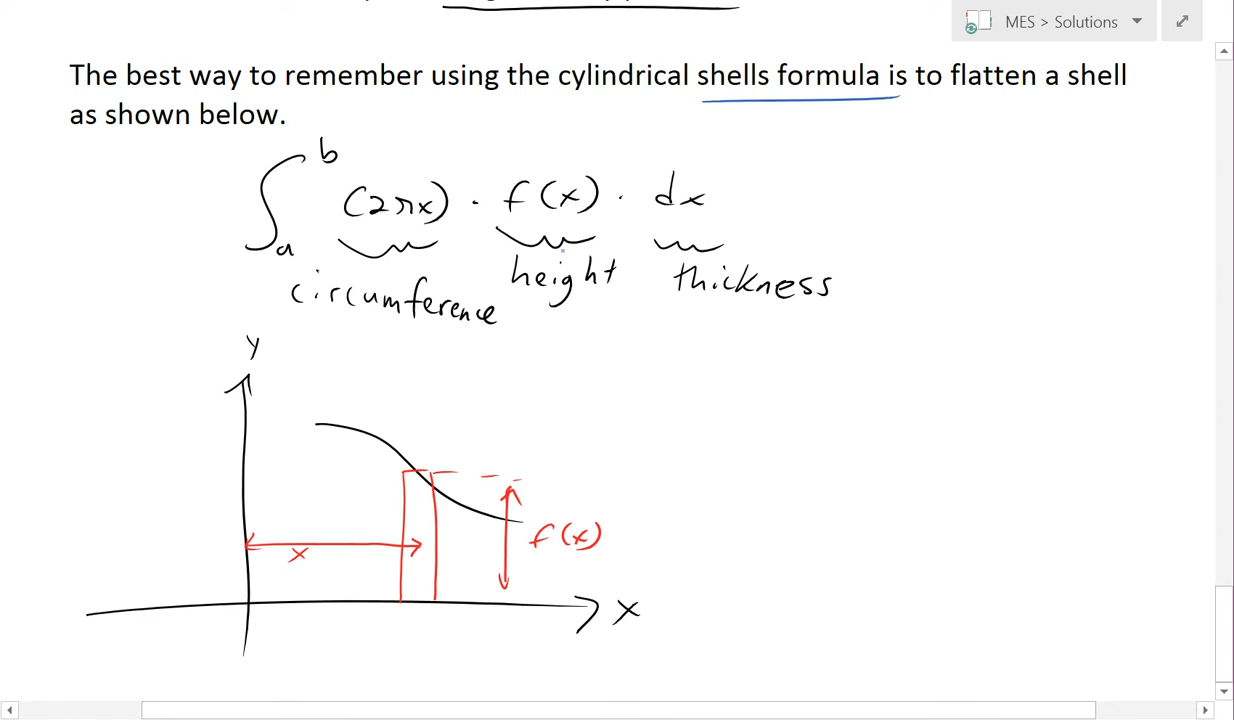 MES > Solutions
The best way to remember using the cylindrical shells formula is to flatten a shell
as shown below.
∫ₐᵇ (2πx) · f(x) · dx
circumference height thickness
y
f(x)
x
x